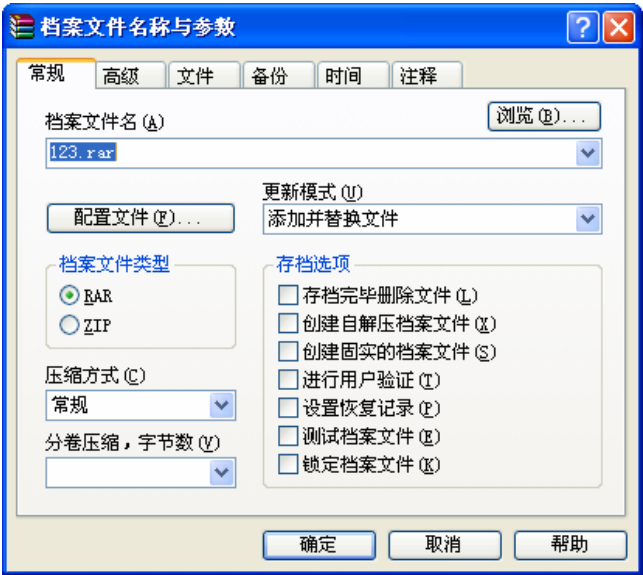 档案文件名称与参数
常规 高级 文件 备份 时间 注释
档案文件名(A)
浏览(B)...
123.rar
更新模式(U)
配置文件(F)...
添加并替换文件
档案文件类型
RAR
ZIP
压缩方式(C)
常规
分卷压缩，字节数(V)
存档选项
存档完毕删除文件(L)
创建自解压档案文件(X)
创建固实的档案文件(S)
进行用户验证(T)
设置恢复记录(P)
测试档案文件(E)
锁定档案文件(K)
确定 取消 帮助